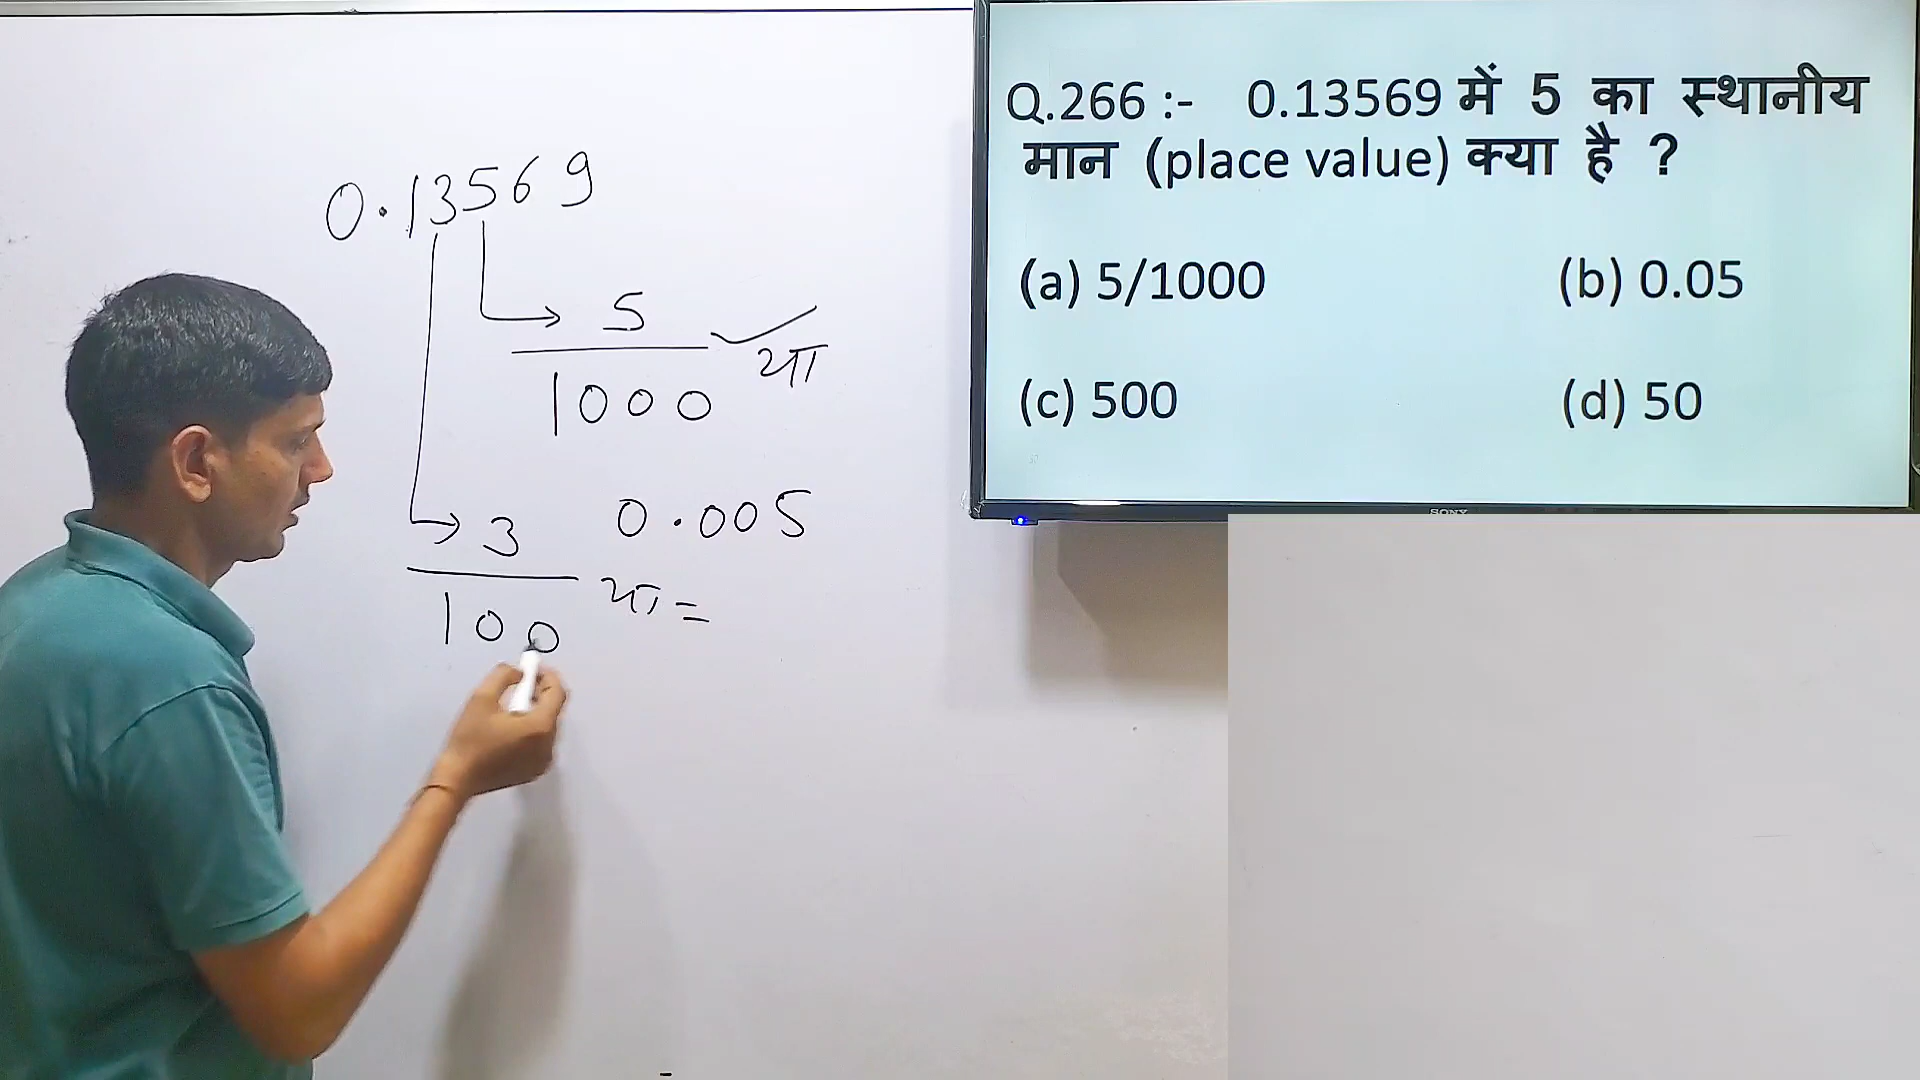 0.13569
5
1000
या
0.005
3
100
या =
Q.266 :- 0.13569 में 5 का स्थानीय
मान (place value) क्या है ?
(a) 5/1000 (b) 0.05
(c) 500 (d) 50
SONY